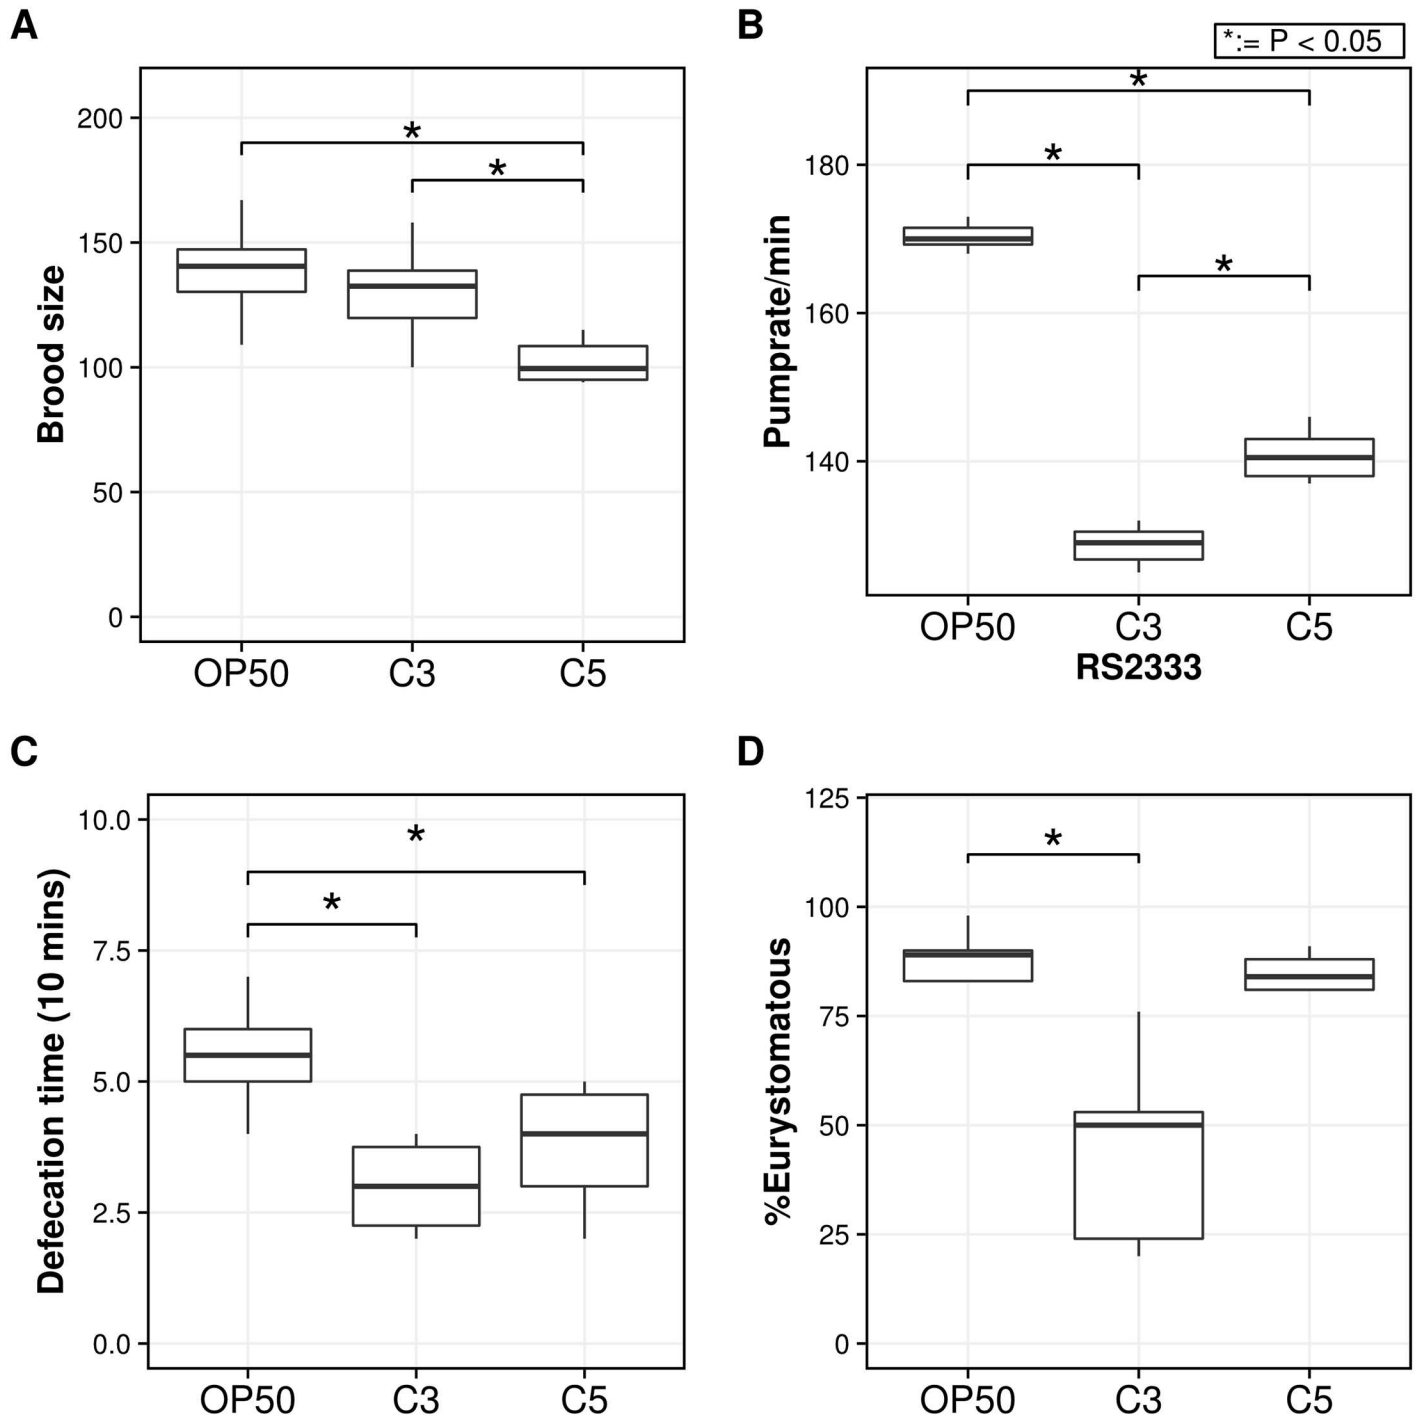 A
Brood size
200
150
100
50
0
*
*
OP50 C3 C5
B
*:= P < 0.05
Pumprate/min
180
160
140
*
*
*
OP50 C3 C5
RS2333
C
Defecation time (10 mins)
10.0
7.5
5.0
2.5
0.0
*
*
OP50 C3 C5
D
%Eurystomatous
125
100
75
50
25
0
*
OP50 C3 C5